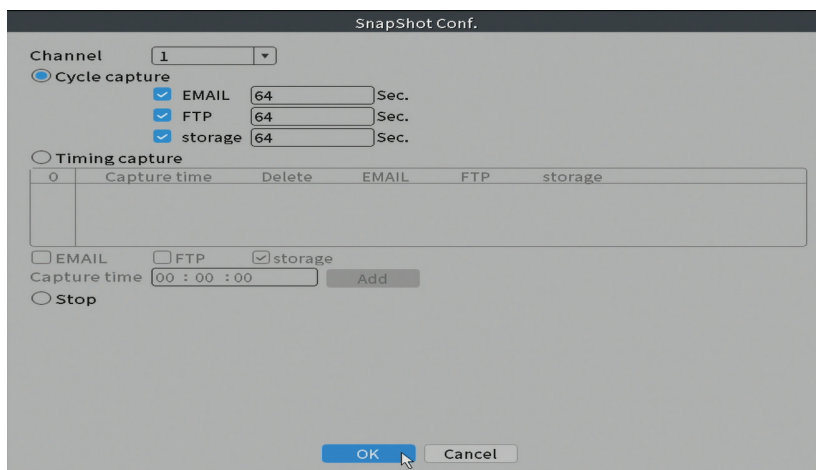 SnapShot Conf.
Channel 1
Cycle capture
EMAIL 64 Sec.
FTP 64 Sec.
storage 64 Sec.
Timing capture
0 Capture time Delete EMAIL FTP storage
EMAIL FTP storage
Capture time 00 : 00 : 00 Add
Stop
OK Cancel